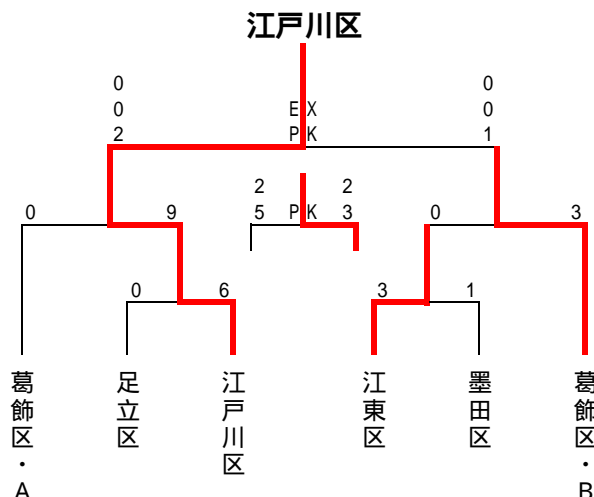 江戸川区
0 0
0 EX 0
2 PK 1
2 2
0 9 5 PK 3 0 3
0 6 3 1
葛飾区・A
足立区
江戸川区
江東区
墨田区
葛飾区・B